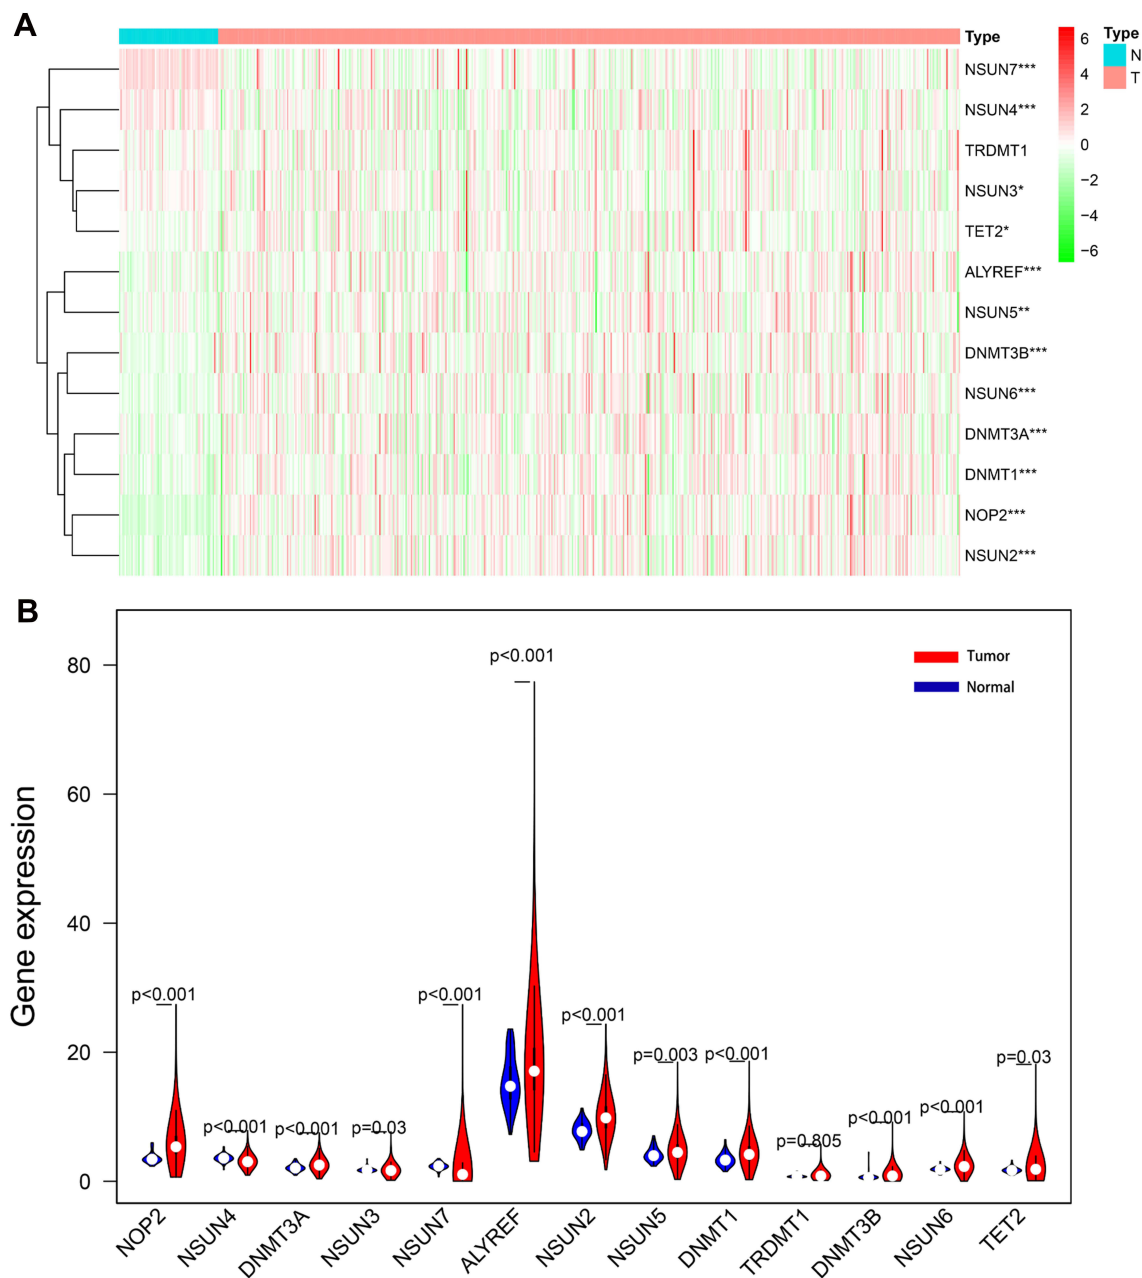 A
Type
NSUN7***
NSUN4***
TRDMT1
NSUN3*
TET2*
ALYREF***
NSUN5**
DNMT3B***
NSUN6***
DNMT3A***
DNMT1***
NOP2***
NSUN2***
6
4
2
0
−2
−4
−6
Type
N
T
B
Gene expression
80
60
40
20
0
Tumor
Normal
p<0.001
p<0.001
p<0.001
p=0.03
p<0.001
p<0.001
p<0.001
p=0.003
p<0.001
p=0.805
p<0.001
p<0.001
p=0.03
NOP2
NSUN4
DNMT3A
NSUN3
NSUN7
ALYREF
NSUN2
NSUN5
DNMT1
TRDMT1
DNMT3B
NSUN6
TET2